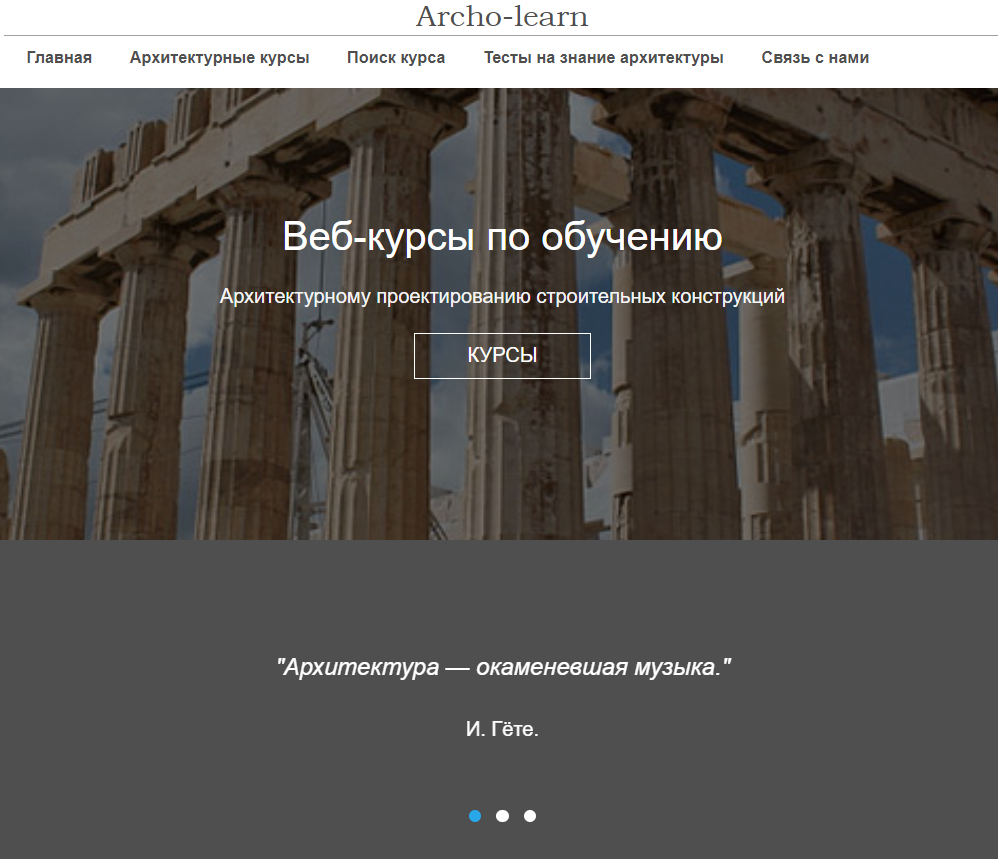 Archo-learn
Главная Архитектурные курсы Поиск курса Тесты на знание архитектуры Связь с нами
Веб-курсы по обучению
Архитектурному проектированию строительных конструкций
КУРСЫ
"Архитектура — окаменевшая музыка."
И. Гёте.